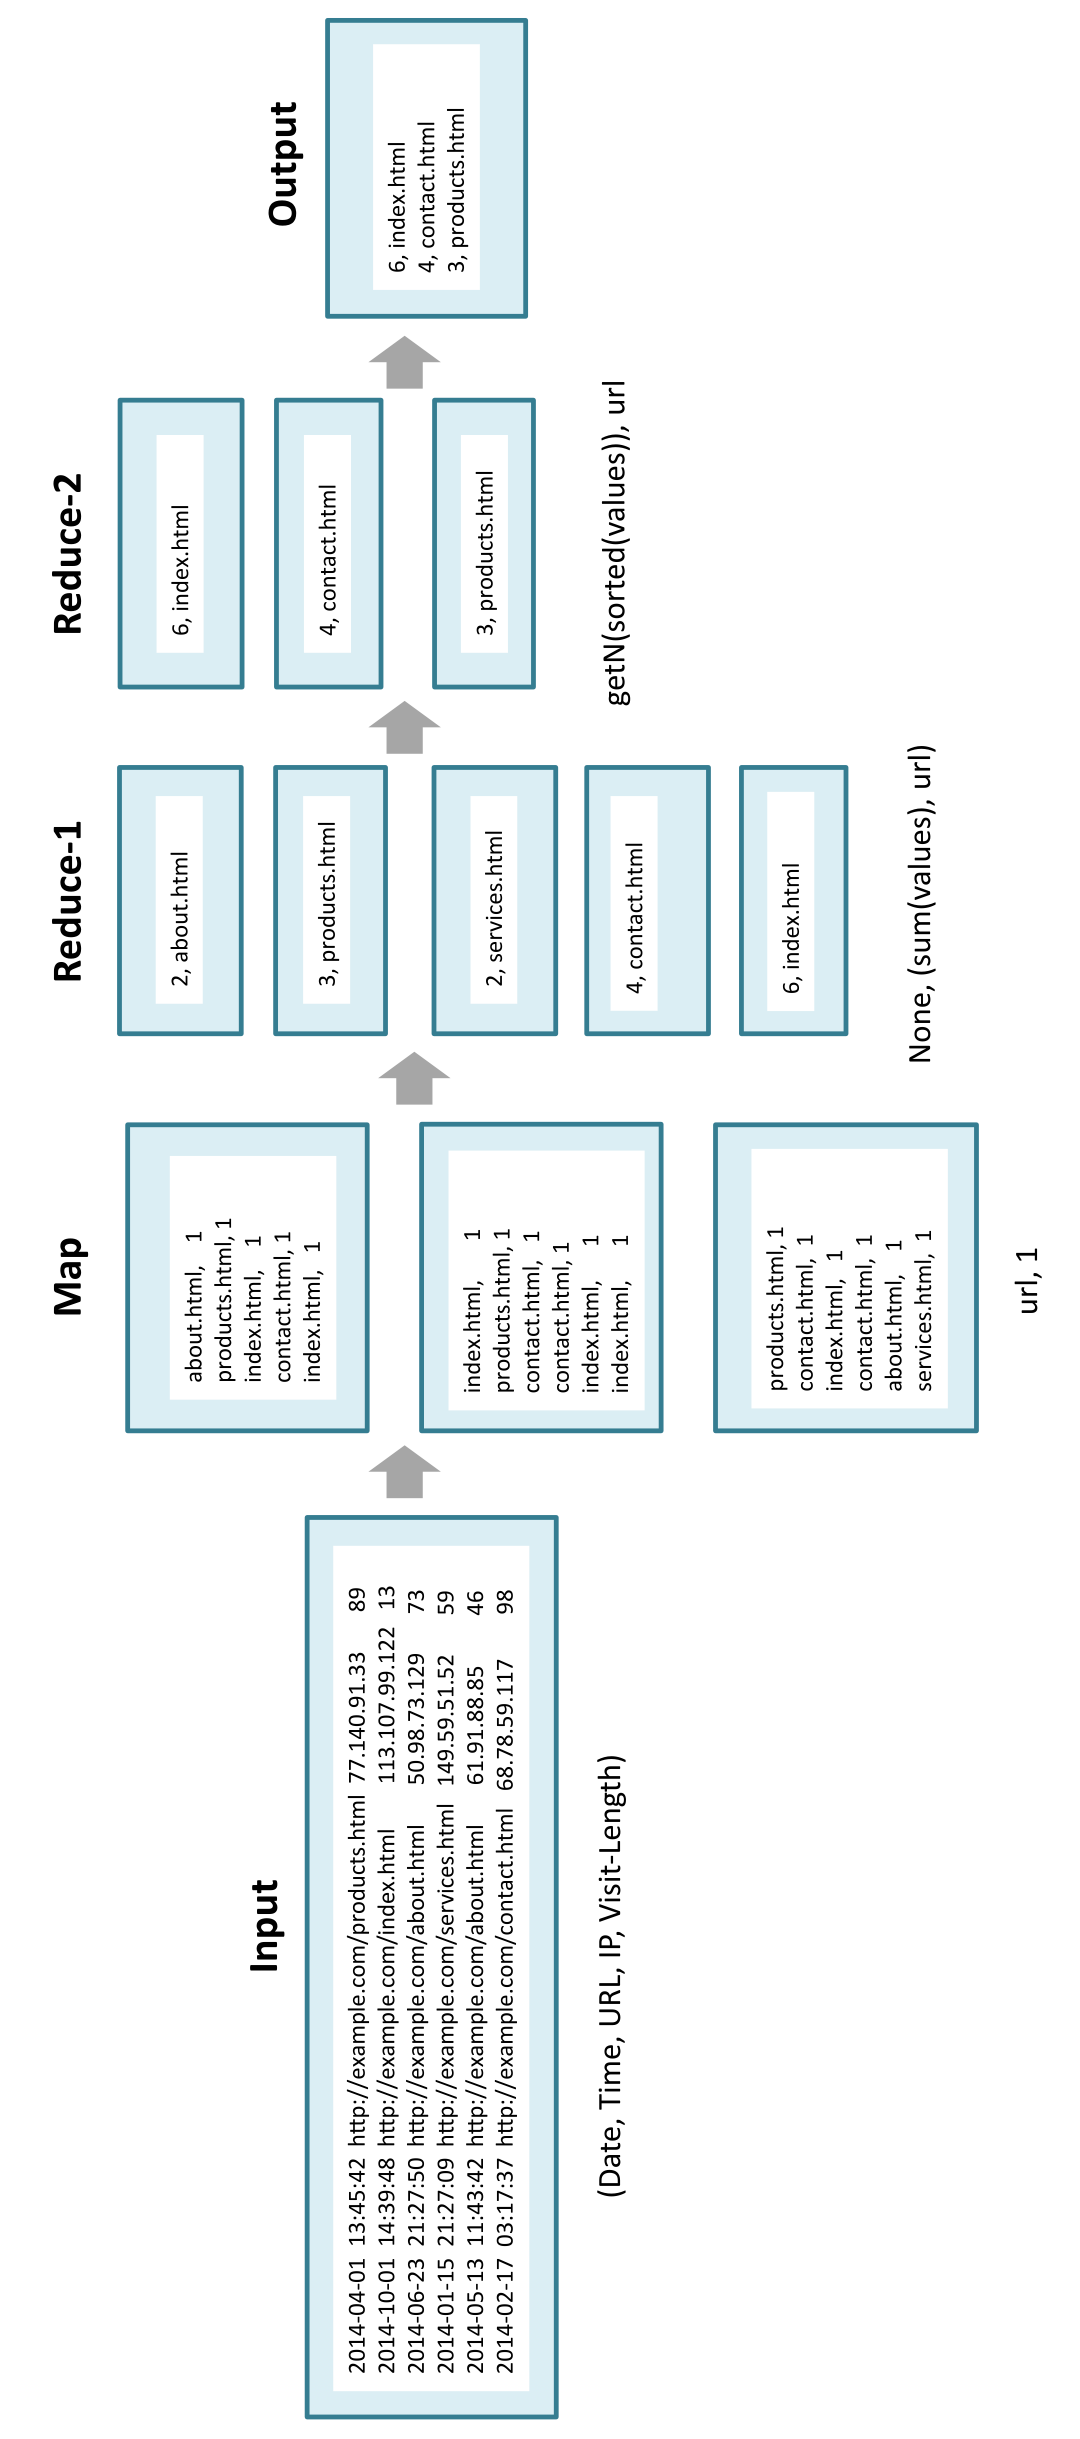 Input
2014-04-01 13:45:42 http://example.com/products.html 77.140.91.33 89
2014-10-01 14:39:48 http://example.com/index.html 113.107.99.122 13
2014-06-23 21:27:50 http://example.com/about.html 50.98.73.129 73
2014-01-15 21:27:09 http://example.com/services.html 149.59.51.52 59
2014-05-13 11:43:42 http://example.com/about.html 61.91.88.85 46
2014-02-17 03:17:37 http://example.com/contact.html 68.78.59.117 98
(Date, Time, URL, IP, Visit-Length)
Map
about.html, 1
products.html, 1
index.html, 1
contact.html, 1
index.html, 1
index.html, 1
products.html, 1
contact.html, 1
contact.html, 1
index.html, 1
index.html, 1
products.html, 1
contact.html, 1
index.html, 1
contact.html, 1
about.html, 1
services.html, 1
url, 1
Reduce-1
2, about.html
3, products.html
2, services.html
4, contact.html
6, index.html
None, (sum(values), url)
Reduce-2
6, index.html
4, contact.html
3, products.html
getN(sorted(values)), url
Output
6, index.html
4, contact.html
3, products.html